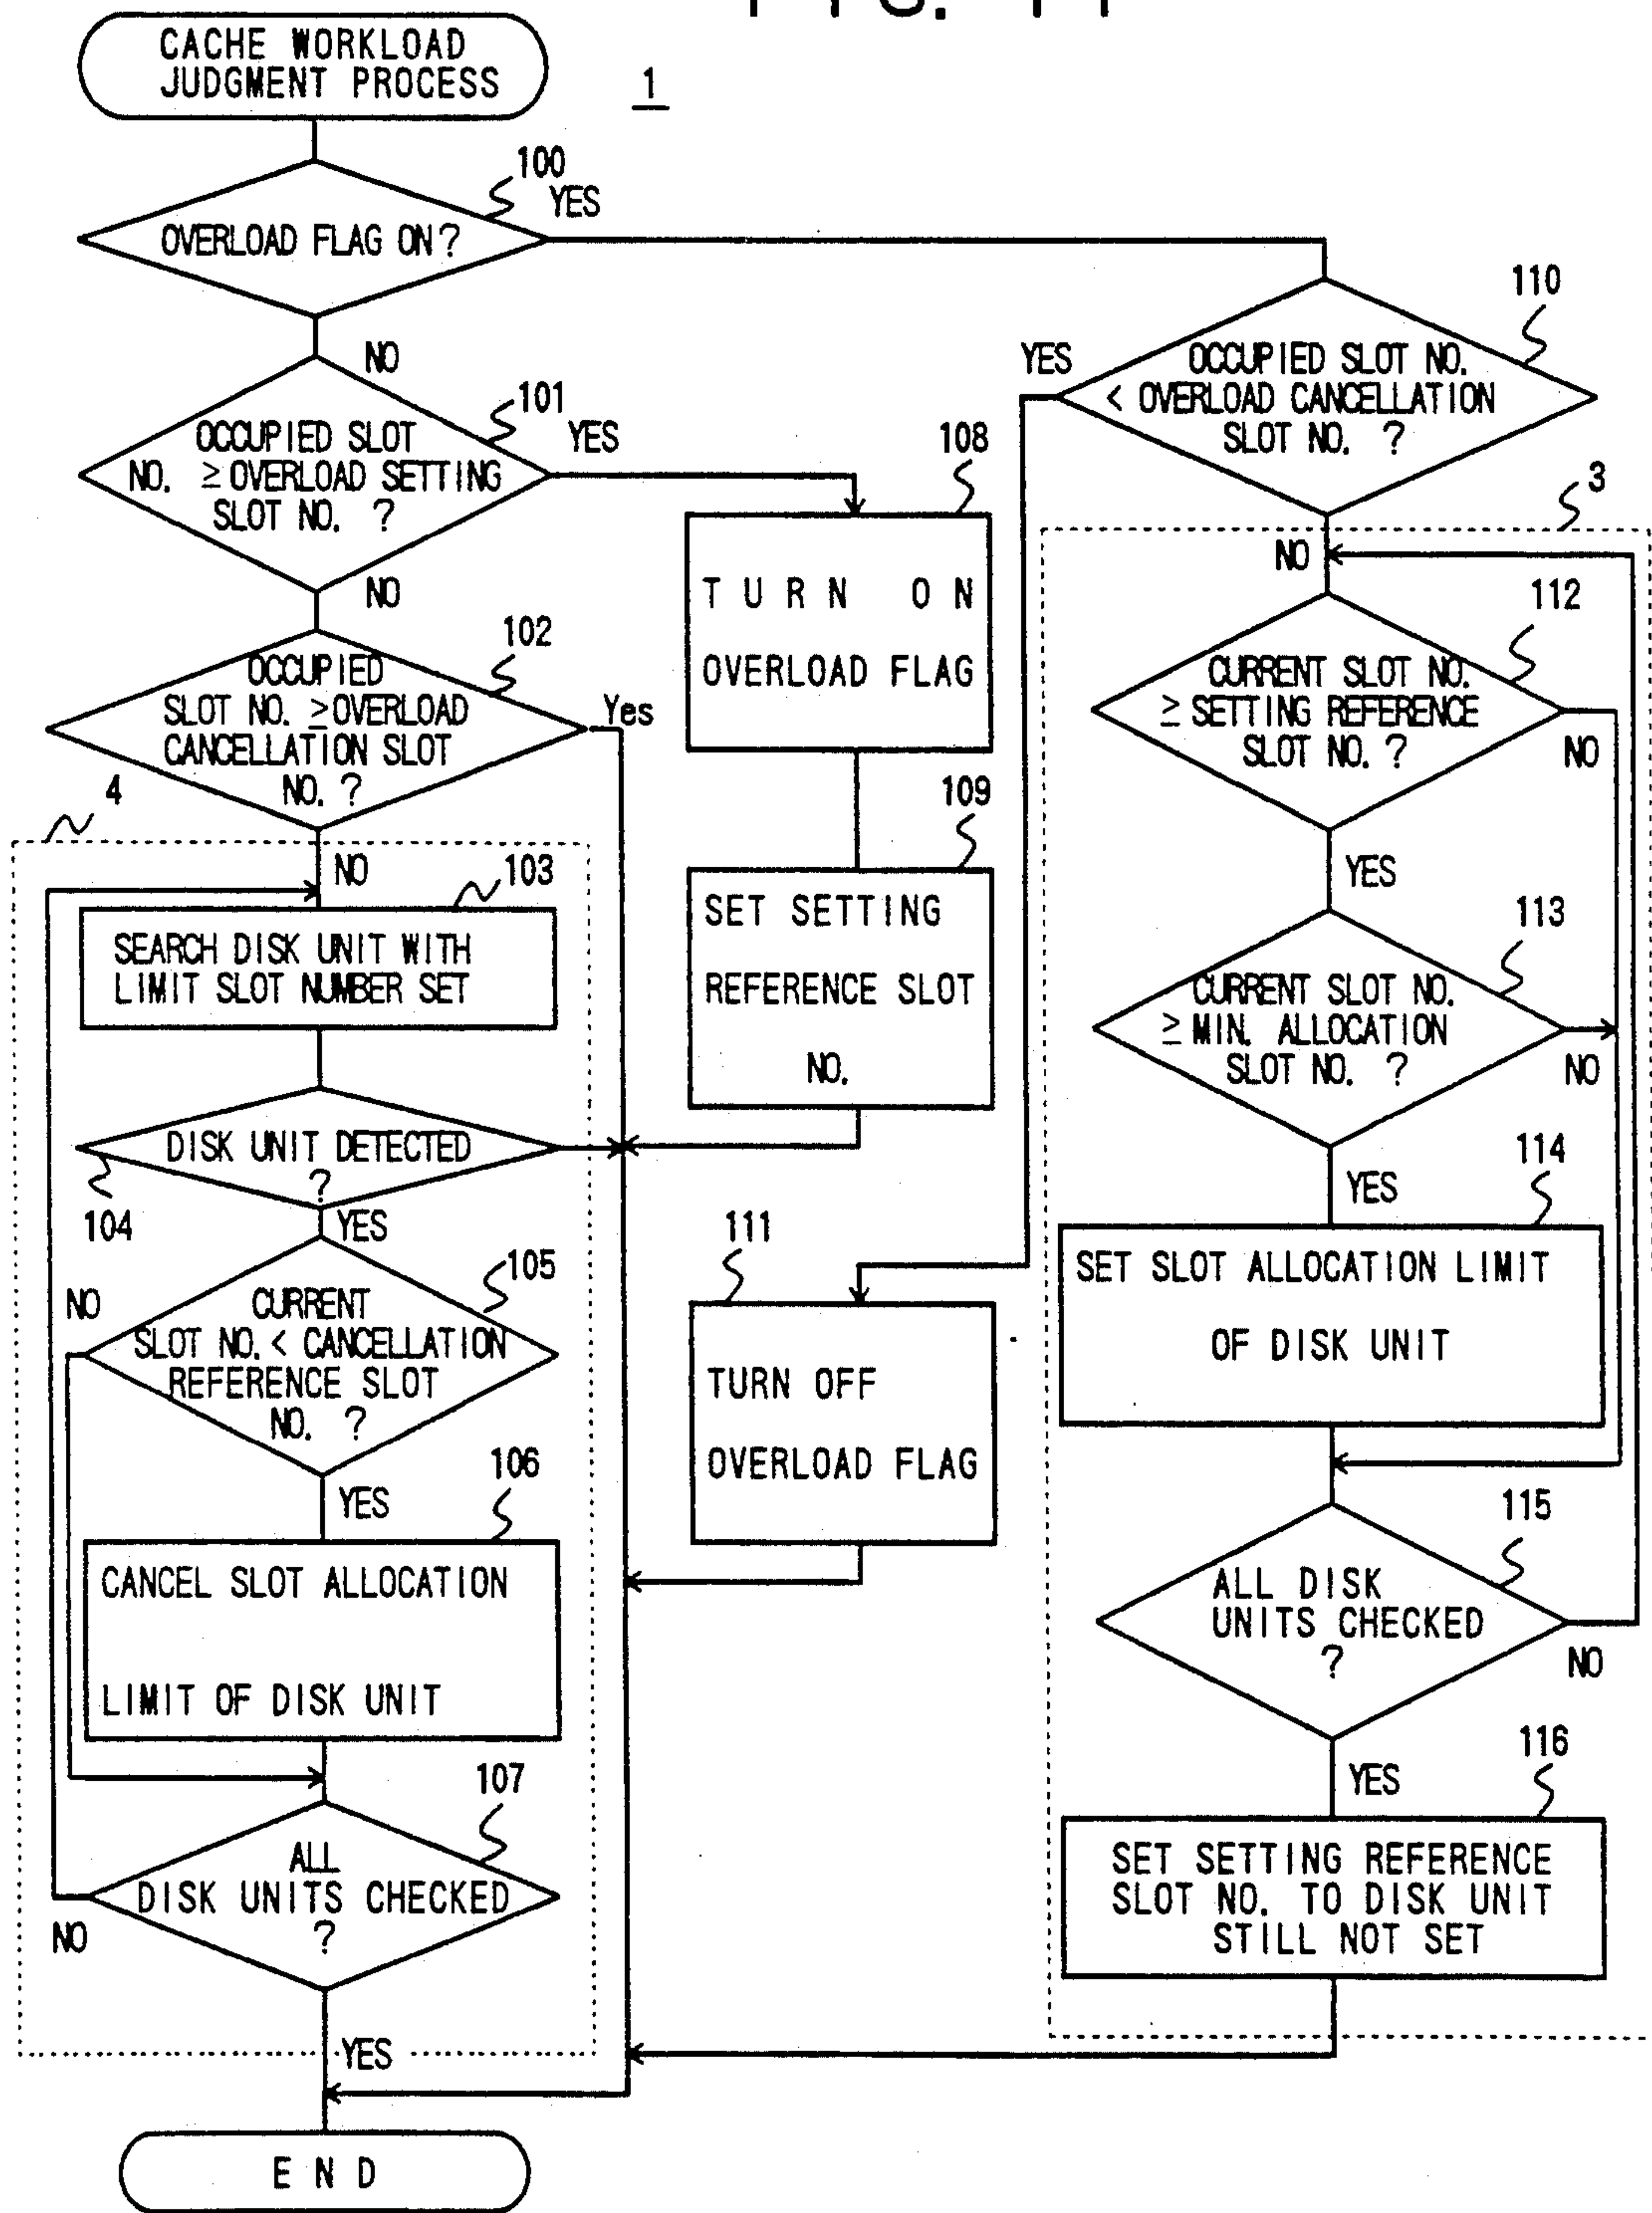 CACHE WORKLOAD
JUDGMENT PROCESS
1
100
YES
OVERLOAD FLAG ON?
NO
101
OCCUPIED SLOT
NO. ≥ OVERLOAD SETTING
SLOT NO. ?
YES
NO
102
OCCUPIED
SLOT NO. ≥ OVERLOAD
CANCELLATION SLOT
NO. ?
Yes
4
NO
103
SEARCH DISK UNIT WITH
LIMIT SLOT NUMBER SET
DISK UNIT DETECTED
?
104
YES
105
NO
CURRENT
SLOT NO. < CANCELLATION
REFERENCE SLOT
NO. ?
106
YES
CANCEL SLOT ALLOCATION
LIMIT OF DISK UNIT
107
ALL
DISK UNITS CHECKED
?
NO
YES
END
108
TURN ON
OVERLOAD FLAG
109
SET SETTING
REFERENCE SLOT
NO.
111
TURN OFF
OVERLOAD FLAG
110
YES
OCCUPIED SLOT NO.
< OVERLOAD CANCELLATION
SLOT NO. ?
3
NO
112
CURRENT SLOT NO.
≥ SETTING REFERENCE
SLOT NO. ?
NO
YES
113
CURRENT SLOT NO.
≥ MIN. ALLOCATION
SLOT NO. ?
NO
YES
114
SET SLOT ALLOCATION LIMIT
OF DISK UNIT
115
ALL DISK
UNITS CHECKED
?
NO
YES
116
SET SETTING REFERENCE
SLOT NO. TO DISK UNIT
STILL NOT SET